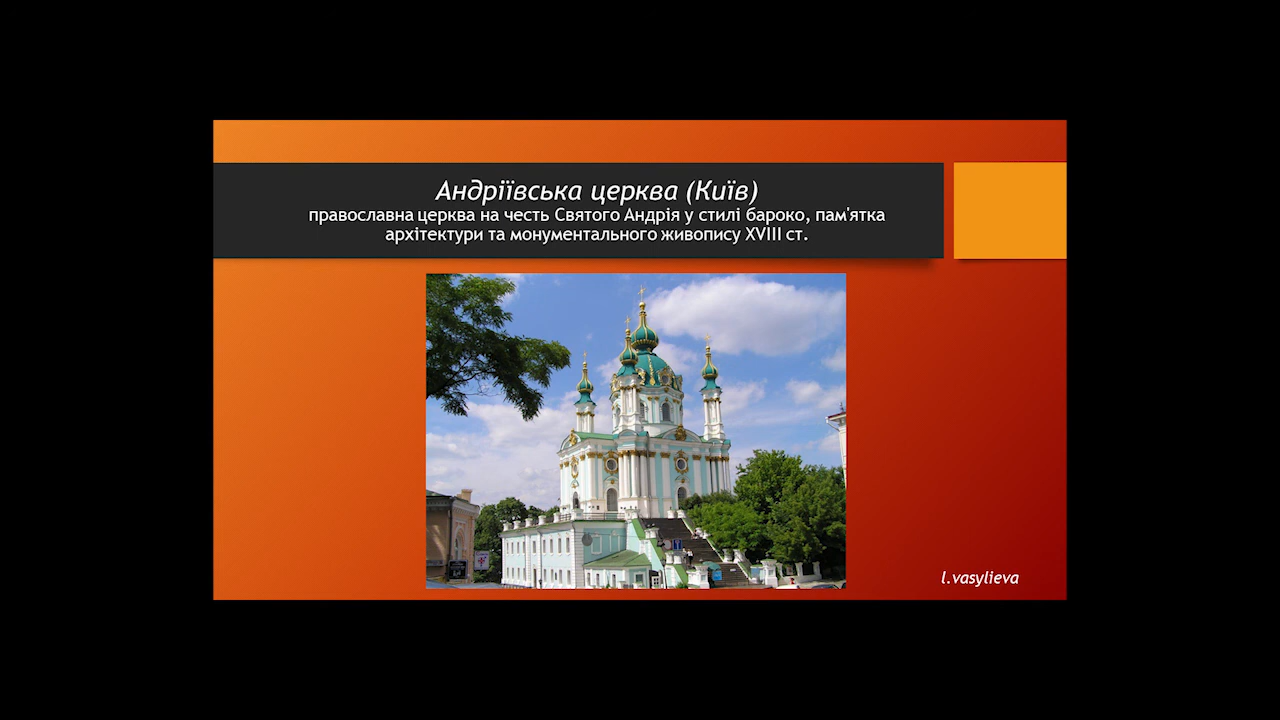 Андріївська церква (Київ)
православна церква на честь Святого Андрія у стилі бароко, пам'ятка
архітектури та монументального живопису XVIII ст.
l.vasylieva